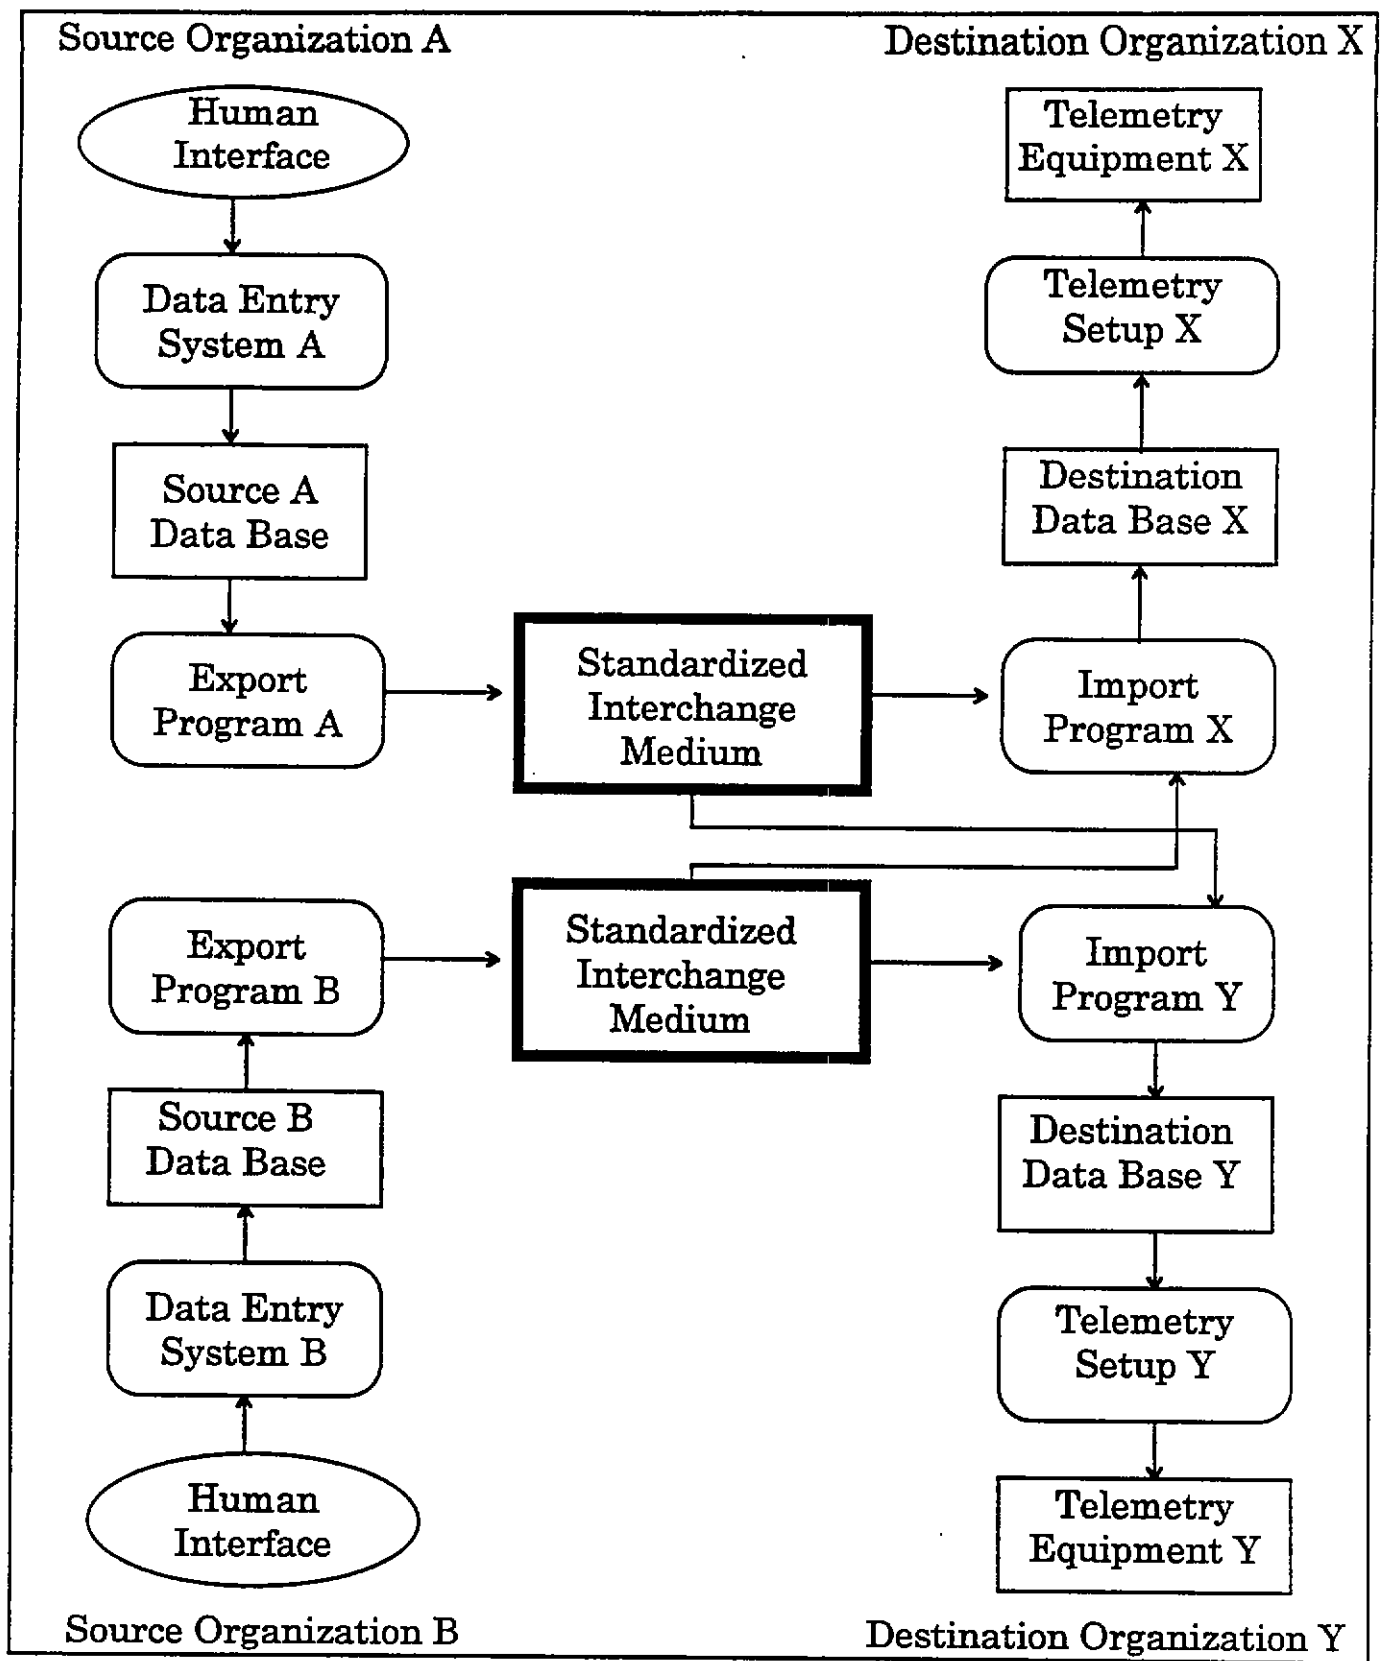 Source Organization A
Human
Interface
Data Entry
System A
Source A
Data Base
Export
Program A
Standardized
Interchange
Medium
Destination Organization X
Telemetry
Equipment X
Telemetry
Setup X
Destination
Data Base X
Import
Program X
Export
Program B
Source B
Data Base
Data Entry
System B
Human
Interface
Source Organization B
Standardized
Interchange
Medium
Import
Program Y
Destination
Data Base Y
Telemetry
Setup Y
Telemetry
Equipment Y
Destination Organization Y